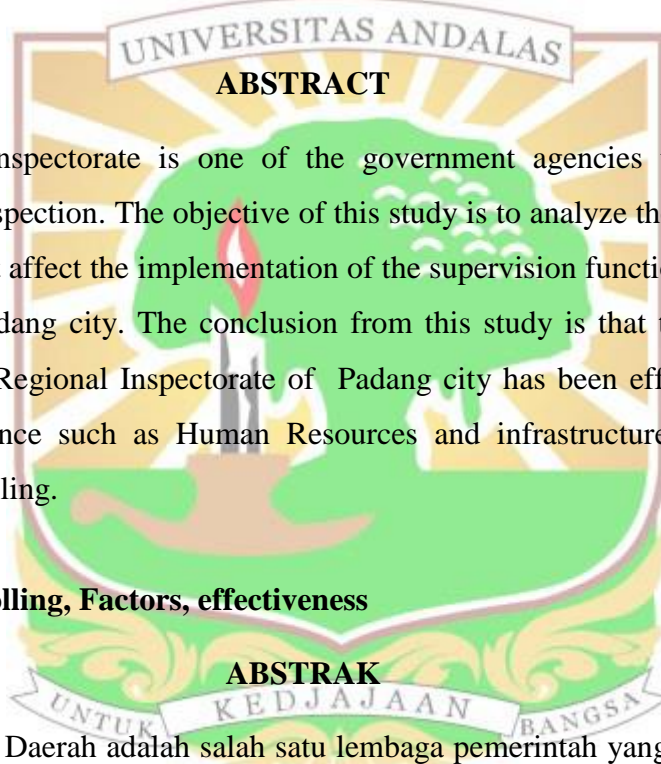 UNIVERSITAS ANDALAS
ABSTRACT
nspectorate is one of the government agencies
spection. The objective of this study is to analyze th
affect the implementation of the supervision functio
dang city. The conclusion from this study is that t
Regional Inspectorate of Padang city has been eff
nce such as Human Resources and infrastructure
ling.
olling, Factors, effectiveness
ABSTRAK
UNTUK KEDJAJAAN BANGSA
Daerah adalah salah satu lembaga pemerintah yang